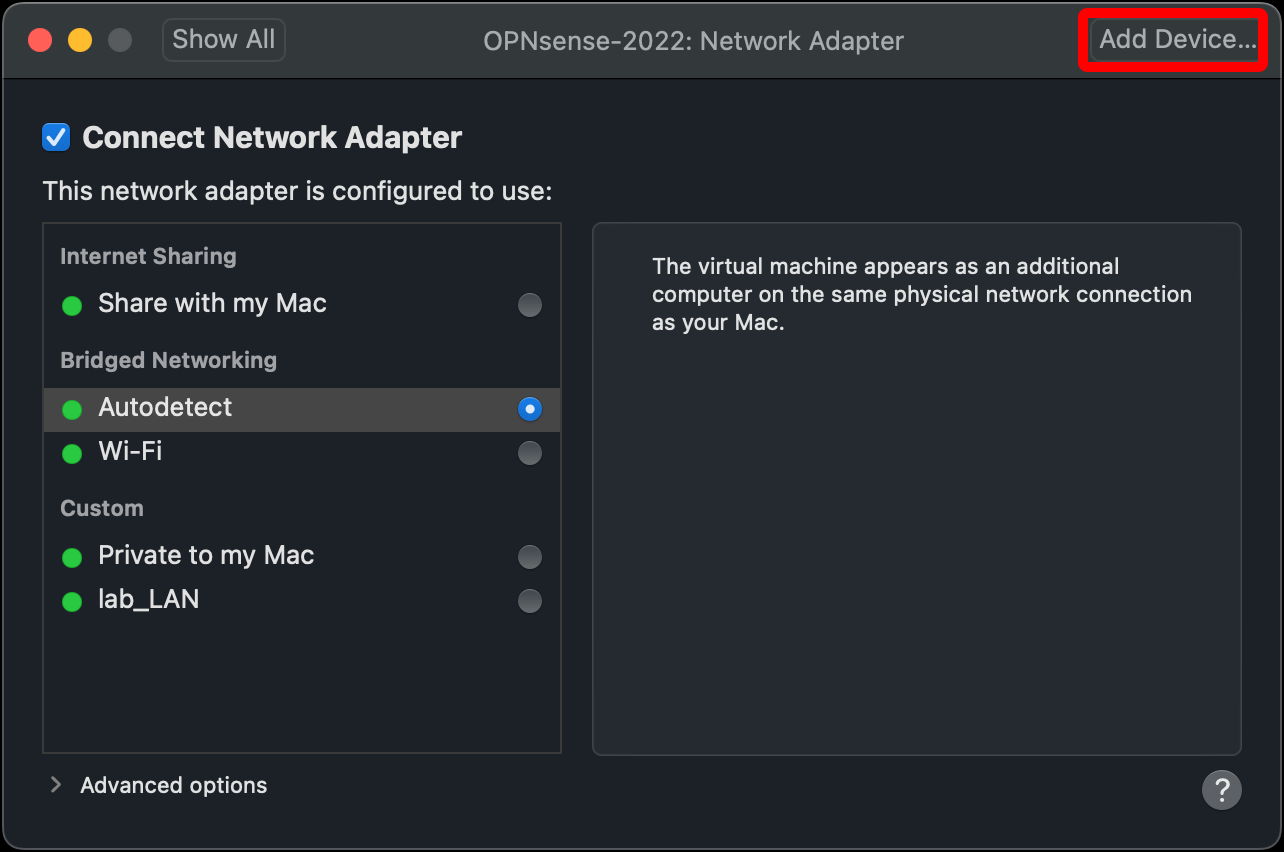 Show All
OPNsense-2022: Network Adapter
Add Device...
Connect Network Adapter
This network adapter is configured to use:
Internet Sharing
Share with my Mac
Bridged Networking
Autodetect
Wi-Fi
Custom
Private to my Mac
lab_LAN
The virtual machine appears as an additional
computer on the same physical network connection
as your Mac.
Advanced options
?